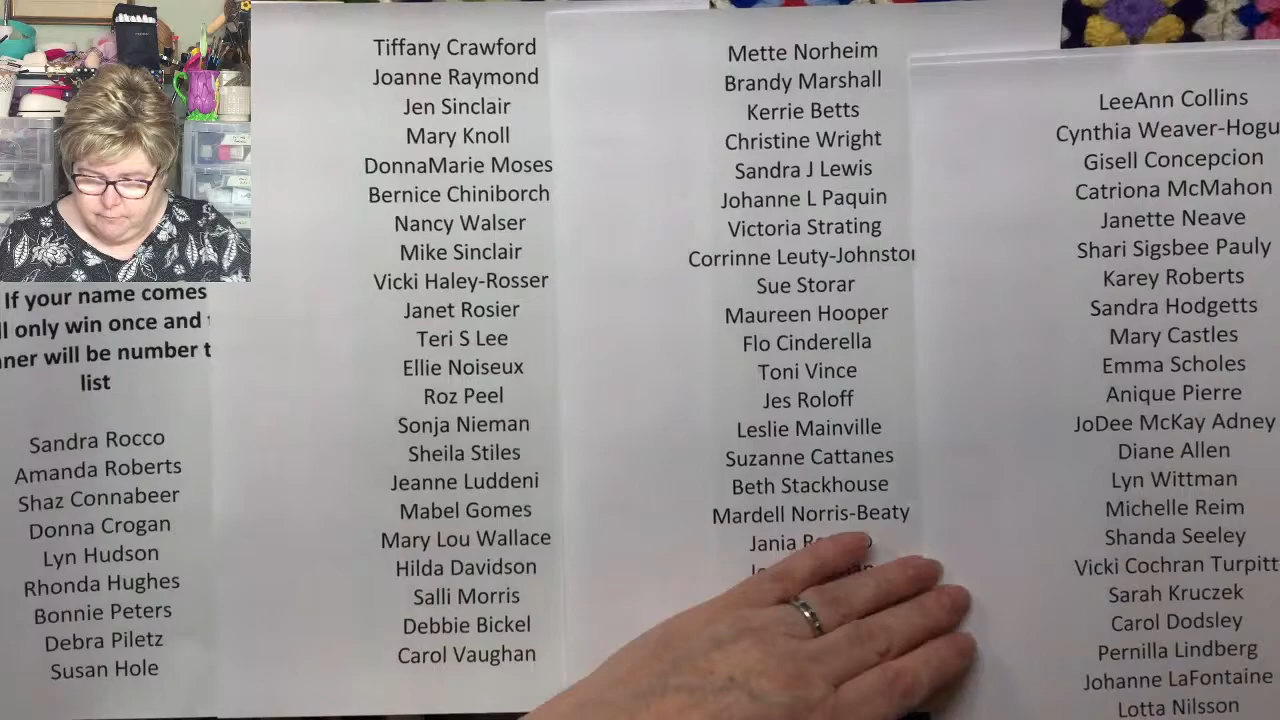 If your name comes
ll only win once and
nner will be number t
list
Sandra Rocco
Amanda Roberts
Shaz Connabeer
Donna Crogan
Lyn Hudson
Rhonda Hughes
Bonnie Peters
Debra Piletz
Susan Hole
Tiffany Crawford
Joanne Raymond
Jen Sinclair
Mary Knoll
DonnaMarie Moses
Bernice Chiniborch
Nancy Walser
Mike Sinclair
Vicki Haley-Rosser
Janet Rosier
Teri S Lee
Ellie Noiseux
Roz Peel
Sonja Nieman
Sheila Stiles
Jeanne Luddeni
Mabel Gomes
Mary Lou Wallace
Hilda Davidson
Salli Morris
Debbie Bickel
Carol Vaughan
Mette Norheim
Brandy Marshall
Kerrie Betts
Christine Wright
Sandra J Lewis
Johanne L Paquin
Victoria Strating
Corrinne Leuty-Johnston
Sue Storar
Maureen Hooper
Flo Cinderella
Toni Vince
Jes Roloff
Leslie Mainville
Suzanne Cattanes
Beth Stackhouse
Mardell Norris-Beaty
Jania
LeeAnn Collins
Cynthia Weaver-Hogu
Gisell Concepcion
Catriona McMahon
Janette Neave
Shari Sigsbee Pauly
Karey Roberts
Sandra Hodgetts
Mary Castles
Emma Scholes
Anique Pierre
JoDee McKay Adney
Diane Allen
Lyn Wittman
Michelle Reim
Shanda Seeley
Vicki Cochran Turpitt
Sarah Kruczek
Carol Dodsley
Pernilla Lindberg
Johanne LaFontaine
Lotta Nilsson